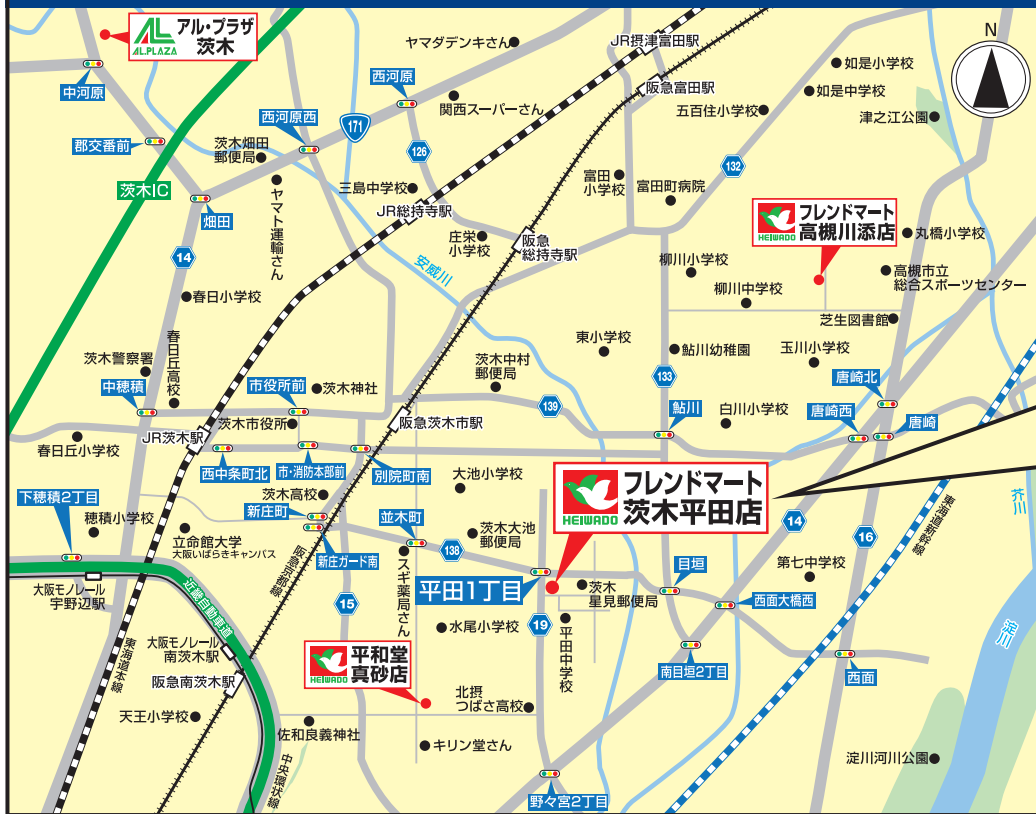 AL.PLAZA
アル・プラザ
茨木
ヤマダデンキさん
JR摂津富田駅
N
中河原
西河原
阪急富田駅
如是小学校
如是中学校
関西スーパーさん
五百住小学校
津之江公園
西河原西
171
郡交番前
茨木畑田
郵便局
126
132
茨木IC
ヤマト運輸さん
三島中学校
富田
小学校
富田町病院
JR総持寺駅
HEIWADO
フレンドマート
高槻川添店
畑田
庄栄
小学校
阪急
総持寺駅
丸橋小学校
14
安威川
柳川小学校
高槻市立
総合スポーツセンター
春日小学校
柳川中学校
芝生図書館
春日丘高校
東小学校
鮎川幼稚園
玉川小学校
茨木警察署
茨木中村
郵便局
中穂積
市役所前
茨木神社
133
唐崎北
139
鮎川
白川小学校
唐崎西
唐崎
茨木市役所
阪急茨木市駅
JR茨木駅
春日丘小学校
西中条町北
市・消防本部前
別院町南
大池小学校
HEIWADO
フレンドマート
茨木平田店
下穂積2丁目
茨木高校
芥川
穂積小学校
新庄町
並木町
茨木大池
郵便局
14
東海道新幹線
16
立命館大学
大阪いばらきキャンパス
新庄ガード南
138
第七中学校
阪急京都線
スギ薬局さん
平田1丁目
茨木
星見郵便局
目垣
西面大橋西
大阪モノレール
宇野辺駅
近畿自動車道
15
水尾小学校
19
平田中学校
淀川
東海道本線
大阪モノレール
南茨木駅
HEIWADO
平和堂
真砂店
南目垣2丁目
西面
阪急南茨木駅
北摂
つばさ高校
天王小学校
佐和良義神社
キリン堂さん
淀川河川公園
中央環状線
野々宮2丁目